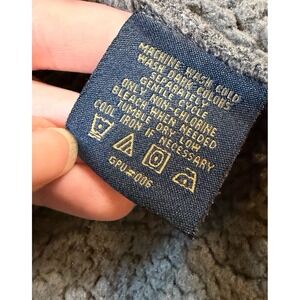 MACHINE WASH COLD
WASH DARK COLORS
SEPARATELY
GENTLE CYCLE
ONLY NON-CHLORINE
BLEACH WHEN NEEDED
TUMBLE DRY LOW
COOL IRON IF NECESSARY
GPU#006